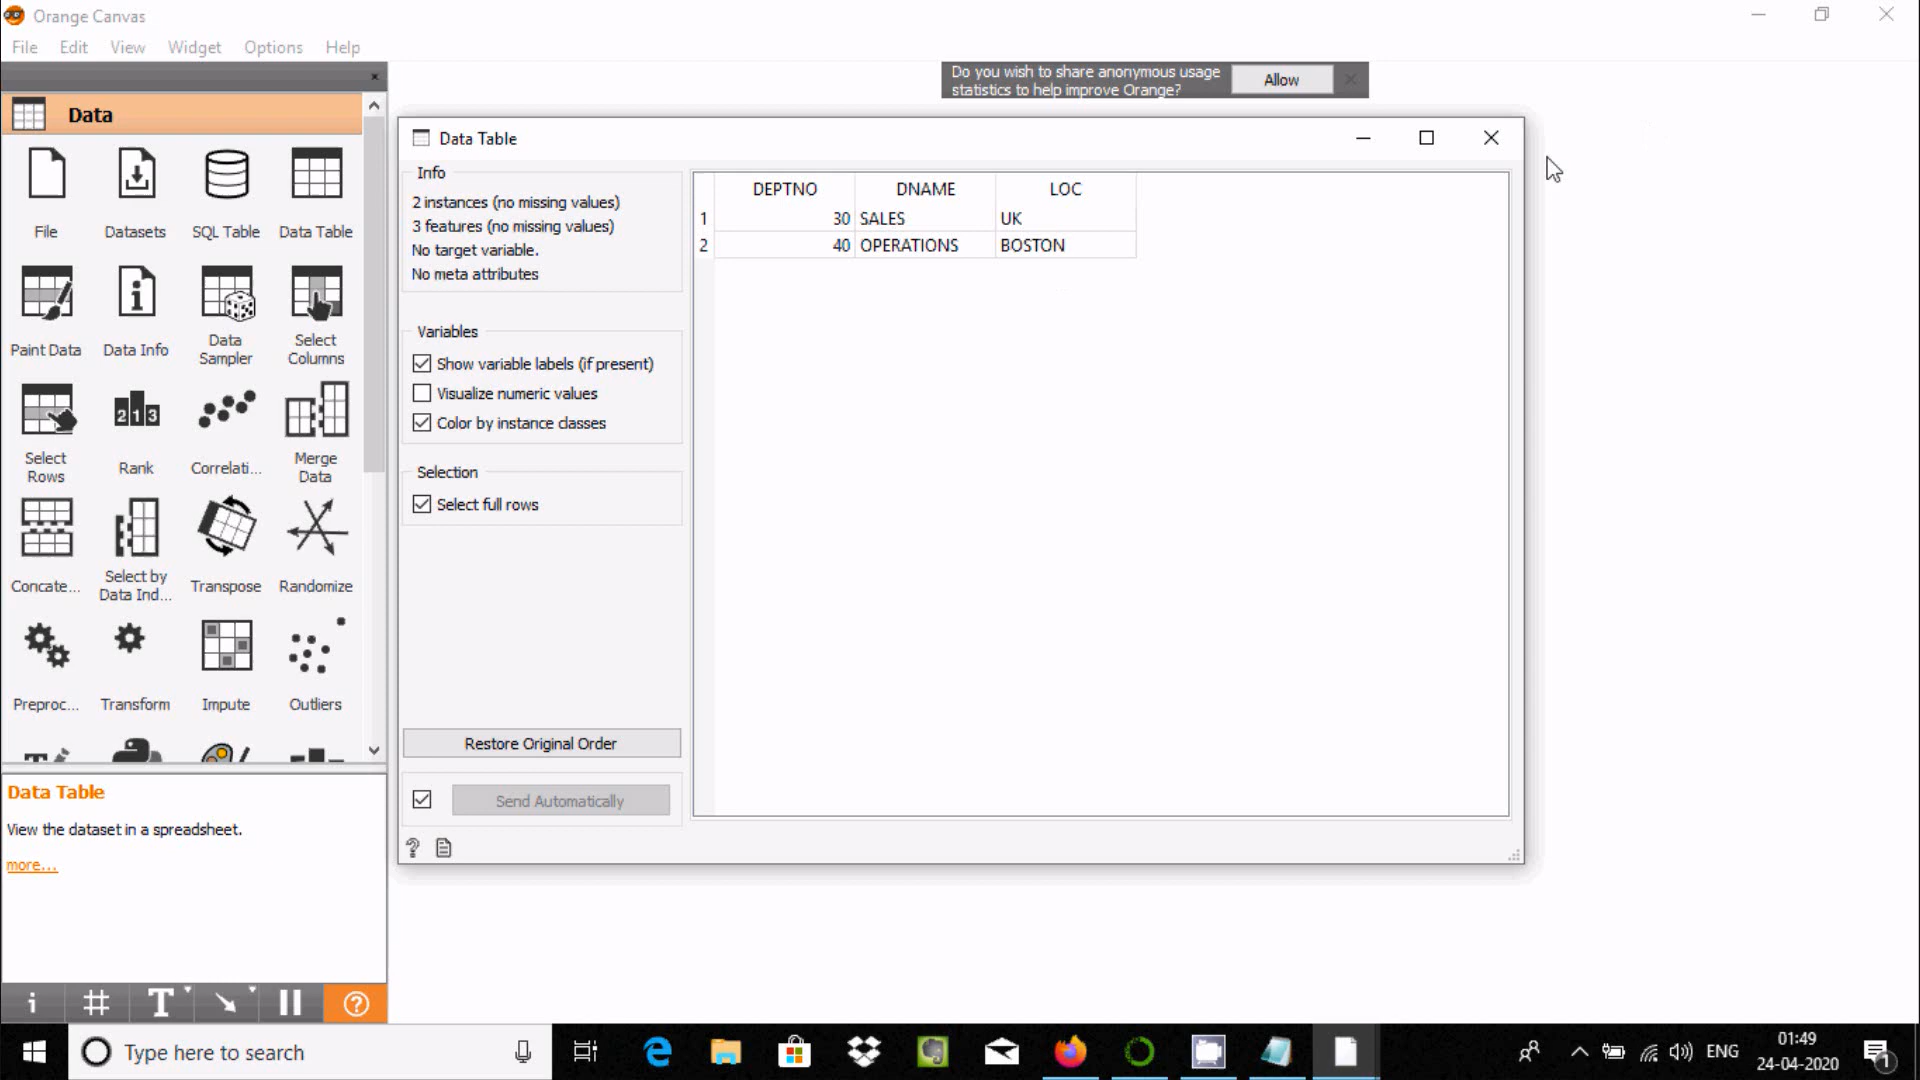 Orange Canvas
File Edit View Widget Options Help
Do you wish to share anonymous usage
statistics to help improve Orange?
Allow
Data
File Datasets SQL Table Data Table
Paint Data Data Info Data Sampler Select Columns
Select Rows Rank Correlati... Merge Data
Concate... Select by Data Ind... Transpose Randomize
Preproc... Transform Impute Outliers
Data Table
Info
2 instances (no missing values)
3 features (no missing values)
No target variable.
No meta attributes
Variables
Show variable labels (if present)
Visualize numeric values
Color by instance classes
Selection
Select full rows
Restore Original Order
Send Automatically
DEPTNO DNAME LOC
1 30 SALES UK
2 40 OPERATIONS BOSTON
Data Table
View the dataset in a spreadsheet.
more...
Type here to search
ENG
01:49
24-04-2020
1